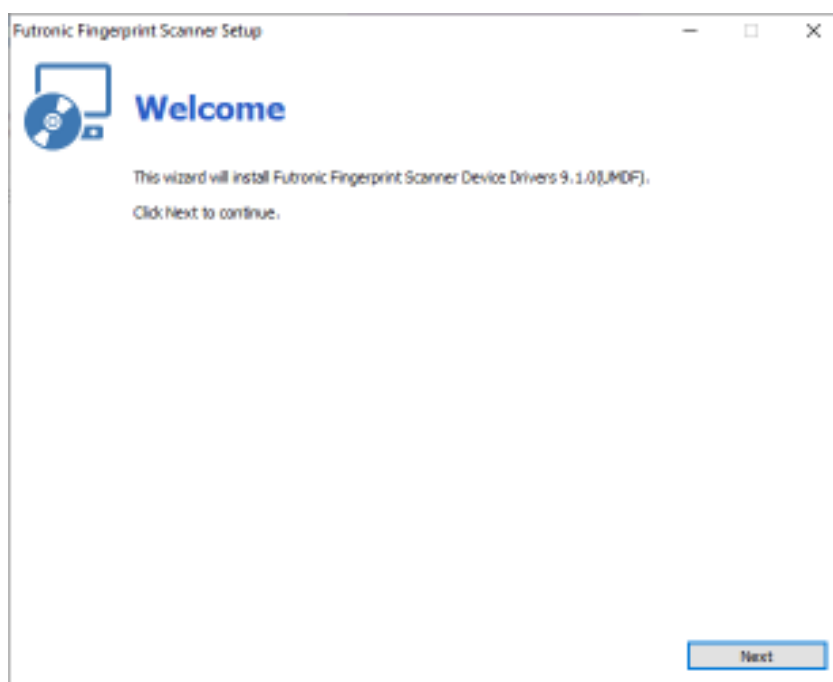 Futronic Fingerprint Scanner Setup
Welcome
This wizard will install Futronic Fingerprint Scanner Device Drivers 9.1.0(UMDF).
Click Next to continue.
Next